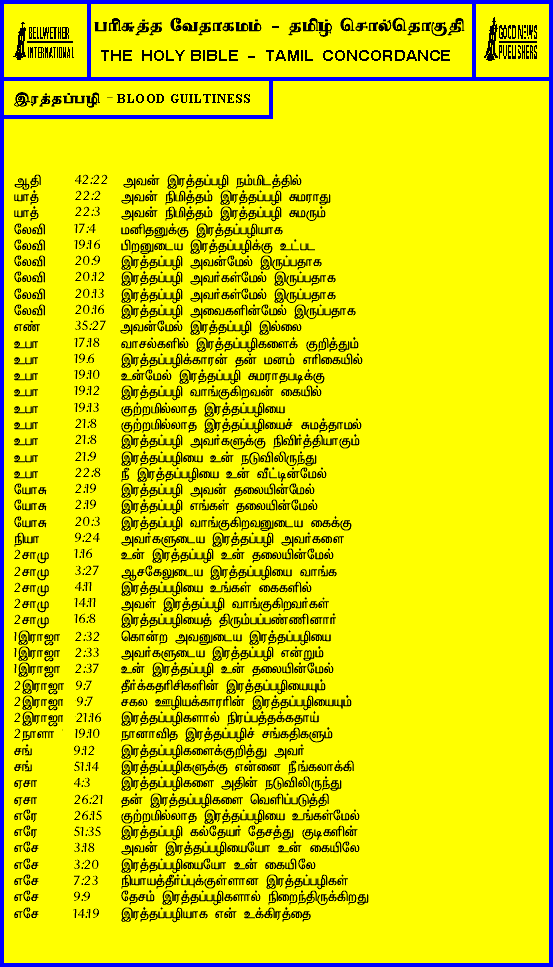 BELLWETHER
INTERNATIONAL
பரிசுத்த வேதாகமம் - தமிழ் சொல்தொகுதி
THE HOLY BIBLE - TAMIL CONCORDANCE
GOOD NEWS
PUBLISHERS
இரத்தப்பழி - BLOOD GUILTINESS
ஆதி 42:22 அவன் இரத்தப்பழி நம்மிடத்தில்
யாத் 22:2 அவன் நிமித்தம் இரத்தப்பழி சுமராது
யாத் 22:3 அவன் நிமித்தம் இரத்தப்பழி சுமரும்
லேவி 17:4 மனிதனுக்கு இரத்தப்பழியாக
லேவி 19:16 பிறனுடைய இரத்தப்பழிக்கு உட்பட
லேவி 20:9 இரத்தப்பழி அவன்மேல் இருப்பதாக
லேவி 20:12 இரத்தப்பழி அவர்கள்மேல் இருப்பதாக
லேவி 20:13 இரத்தப்பழி அவர்கள்மேல் இருப்பதாக
லேவி 20:16 இரத்தப்பழி அவைகளின்மேல் இருப்பதாக
எண் 35:27 அவன்மேல் இரத்தப்பழி இல்லை
உபா 17:18 வாசல்களில் இரத்தப்பழிகளைக் குறித்தும்
உபா 19:6 இரத்தப்பழிக்காரன் தன் மனம் எரிகையில்
உபா 19:10 உன்மேல் இரத்தப்பழி சுமராதபடிக்கு
உபா 19:12 இரத்தப்பழி வாங்குகிறவன் கையில்
உபா 19:13 குற்றமில்லாத இரத்தப்பழியை
உபா 21:8 குற்றமில்லாத இரத்தப்பழியைச் சுமத்தாமல்
உபா 21:8 இரத்தப்பழி அவர்களுக்கு நிவிர்த்தியாகும்
உபா 21:9 இரத்தப்பழியை உன் நடுவிலிருந்து
உபா 22:8 நீ இரத்தப்பழியை உன் வீட்டின்மேல்
யோசு 2:19 இரத்தப்பழி அவன் தலையின்மேல்
யோசு 2:19 இரத்தப்பழி எங்கள் தலையின்மேல்
யோசு 20:3 இரத்தப்பழி வாங்குகிறவனுடைய கைக்கு
நியா 9:24 அவர்களுடைய இரத்தப்பழி அவர்களை
2சாமு 1:16 உன் இரத்தப்பழி உன் தலையின்மேல்
2சாமு 3:27 ஆசகேலுடைய இரத்தப்பழியை வாங்க
2சாமு 4:11 இரத்தப்பழியை உங்கள் கைகளில்
2சாமு 14:11 அவள் இரத்தப்பழி வாங்குகிறவர்கள்
2சாமு 16:8 இரத்தப்பழியைத் திரும்பப்பண்ணினார்
1இராஜா 2:32 கொன்ற அவனுடைய இரத்தப்பழியை
1இராஜா 2:33 அவர்களுடைய இரத்தப்பழி என்றும்
1இராஜா 2:37 உன் இரத்தப்பழி உன் தலையின்மேல்
2இராஜா 9:7 தீர்க்கதரிசிகளின் இரத்தப்பழியையும்
2இராஜா 9:7 சகல ஊழியக்காரரின் இரத்தப்பழியையும்
2இராஜா 21:16 இரத்தப்பழிகளால் நிரப்பத்தக்கதாய்
2நாளா 19:10 நானாவித இரத்தப்பழிச் சங்கதிகளும்
சங் 9:12 இரத்தப்பழிகளைக்குறித்து அவர்
சங் 51:14 இரத்தப்பழிகளுக்கு என்னை நீங்கலாக்கி
ஏசா 4:3 இரத்தப்பழிகளை அதின் நடுவிலிருந்து
ஏசா 26:21 தன் இரத்தப்பழிகளை வெளிப்படுத்தி
எரே 26:15 குற்றமில்லாத இரத்தப்பழியை உங்கள்மேல்
எரே 51:35 இரத்தப்பழி கல்தேயர் தேசத்து குடிகளின்
எசே 3:18 அவன் இரத்தப்பழியையோ உன் கையிலே
எசே 3:20 இரத்தப்பழியையோ உன் கையிலே
எசே 7:23 நியாயத்தீர்ப்புக்குள்ளான இரத்தப்பழிகள்
எசே 9:9 தேசம் இரத்தப்பழிகளால் நிறைந்திருக்கிறது
எசே 14:19 இரத்தப்பழியாக என் உக்கிரத்தை